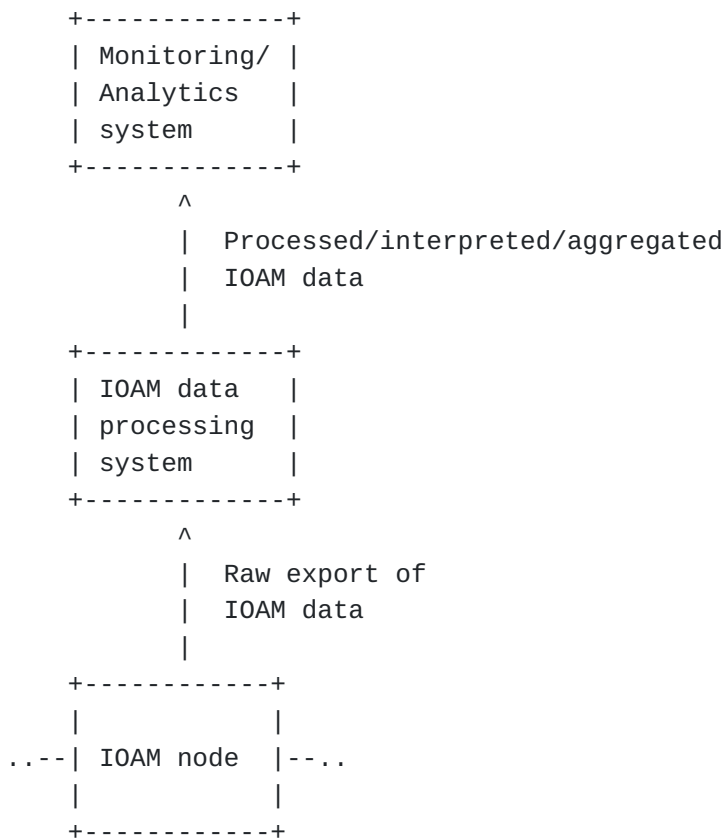 +-------------+
| Monitoring/ |
| Analytics   |
| system      |
+-------------+
       ^
       |  Processed/interpreted/aggregated
       |  IOAM data
       |
+-------------+
| IOAM data   |
| processing  |
| system      |
+-------------+
       ^
       |  Raw export of
       |  IOAM data
       |
+------------+
|            |
..--| IOAM node  |--..
|            |
+------------+